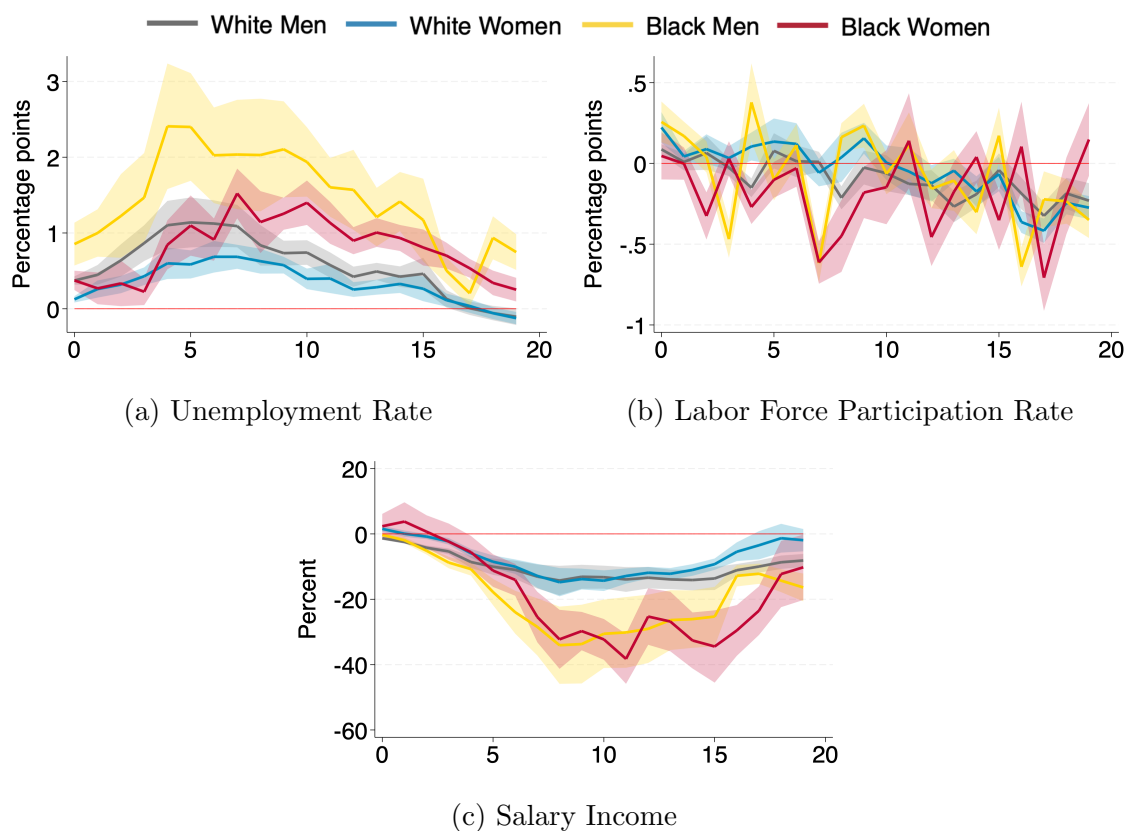 White Men White Women Black Men Black Women
Percentage points
3
2
1
0
0 5 10 15 20
(a) Unemployment Rate
Percentage points
.5
0
-.5
-1
0 5 10 15 20
(b) Labor Force Participation Rate
Percent
20
0
-20
-40
-60
0 5 10 15 20
(c) Salary Income